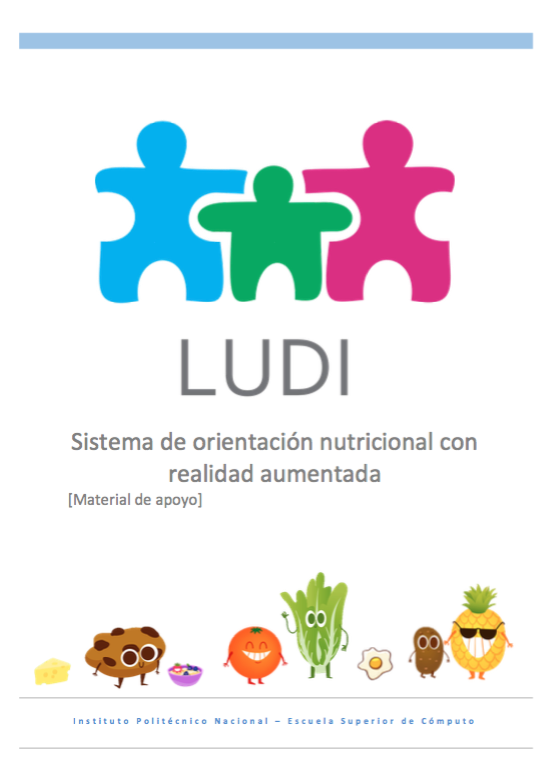 LUDI
Sistema de orientación nutricional con
realidad aumentada
[Material de apoyo]
Instituto Politécnico Nacional – Escuela Superior de Cómputo